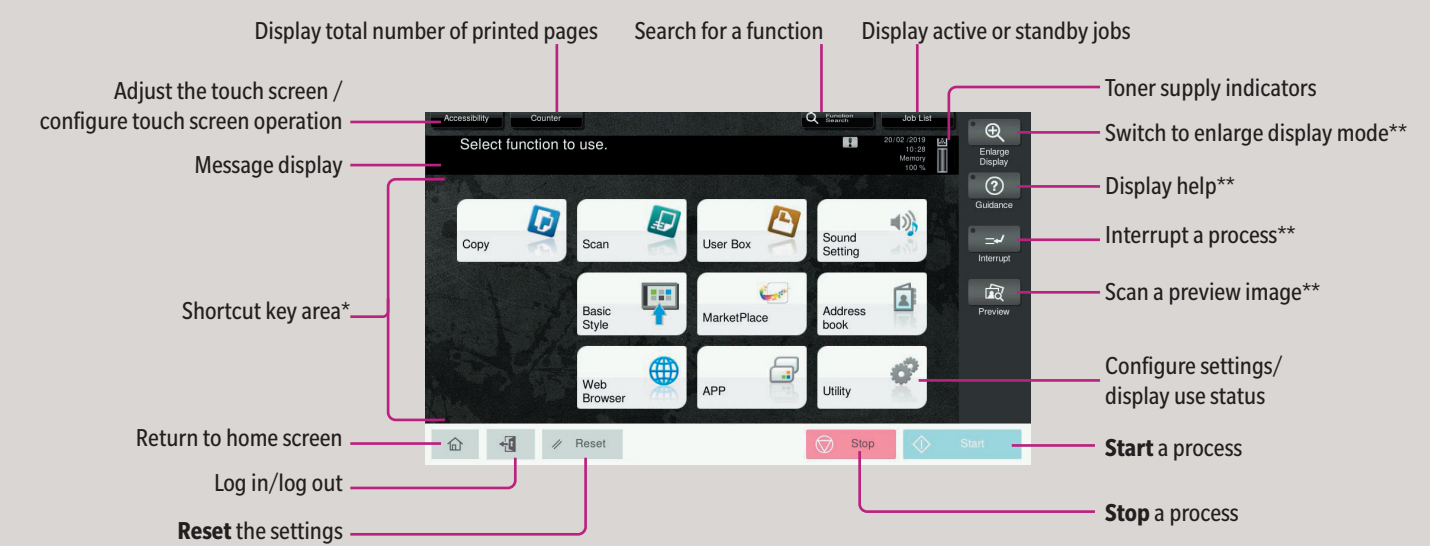 Display total number of printed pages
Search for a function
Display active or standby jobs
Adjust the touch screen /
configure touch screen operation
Message display
Shortcut key area*
Return to home screen
Log in/log out
Reset the settings
Accessibility
Counter
Function
Search
Job List
Select function to use.
20/02 /2019
10:28
Memory
100 %
Copy
Scan
User Box
Sound
Setting
Basic
Style
MarketPlace
Address
book
Web
Browser
APP
Utility
Enlarge
Display
Guidance
Interrupt
Preview
Reset
Stop
Start
Toner supply indicators
Switch to enlarge display mode**
Display help**
Interrupt a process**
Scan a preview image**
Configure settings/
display use status
Start a process
Stop a process